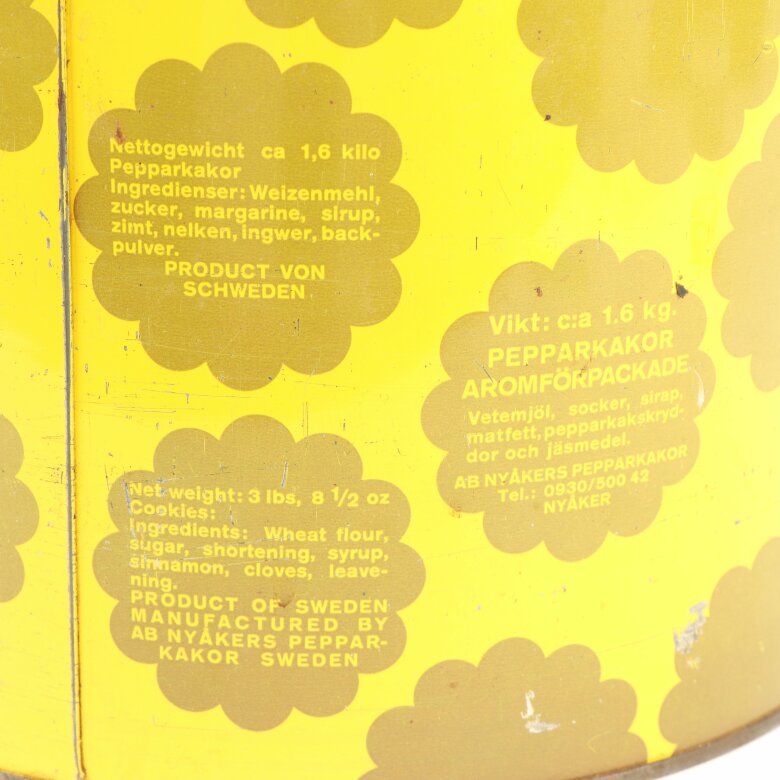 Nettogewicht ca 1,6 kilo
Pepparkakor
Ingredienser: Weizenmehl,
zucker, margarine, sirup,
zimt, nelken, ingwer, back-
pulver.
PRODUCT VON
SCHWEDEN
Vikt: c:a 1.6 kg.
PEPPARKAKOR
AROMFÖRPACKADE
Vetemjöl, socker, sirap,
matfett, pepparkakskryd-
dor och jäsmedel.
AB NYÅKERS PEPPARKAKOR
Tel.: 0930/500 42
NYÅKER
Net weight: 3 lbs, 8 1/2 oz
Cookies:
Ingredients: Wheat flour,
sugar, shortening, syrup,
sinnamon, cloves, leave-
ning.
PRODUCT OF SWEDEN
MANUFACTURED BY
AB NYÅKERS PEPPAR-
KAKOR SWEDEN